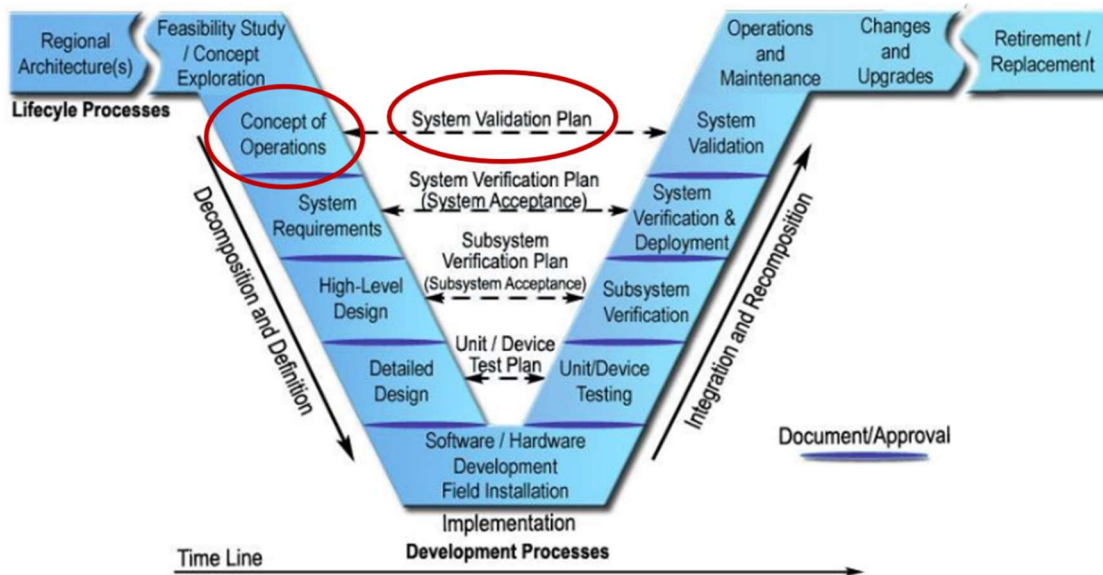 Regional
Architecture(s)
Feasibility Study
/ Concept
Exploration
Operations
and
Maintenance
Changes
and
Upgrades
Retirement /
Replacement
Lifecyle Processes
Concept of
Operations
System Validation Plan
System
Validation
System
Requirements
System Verification Plan
(System Acceptance)
System
Verification &
Deployment
High-Level
Design
Subsystem
Verification Plan
(Subsystem Acceptance)
Subsystem
Verification
Detailed
Design
Unit / Device
Test Plan
Unit/Device
Testing
Decomposition and Definition
Integration and Recomposition
Software / Hardware
Development
Field Installation
Document/Approval
Implementation
Development Processes
Time Line